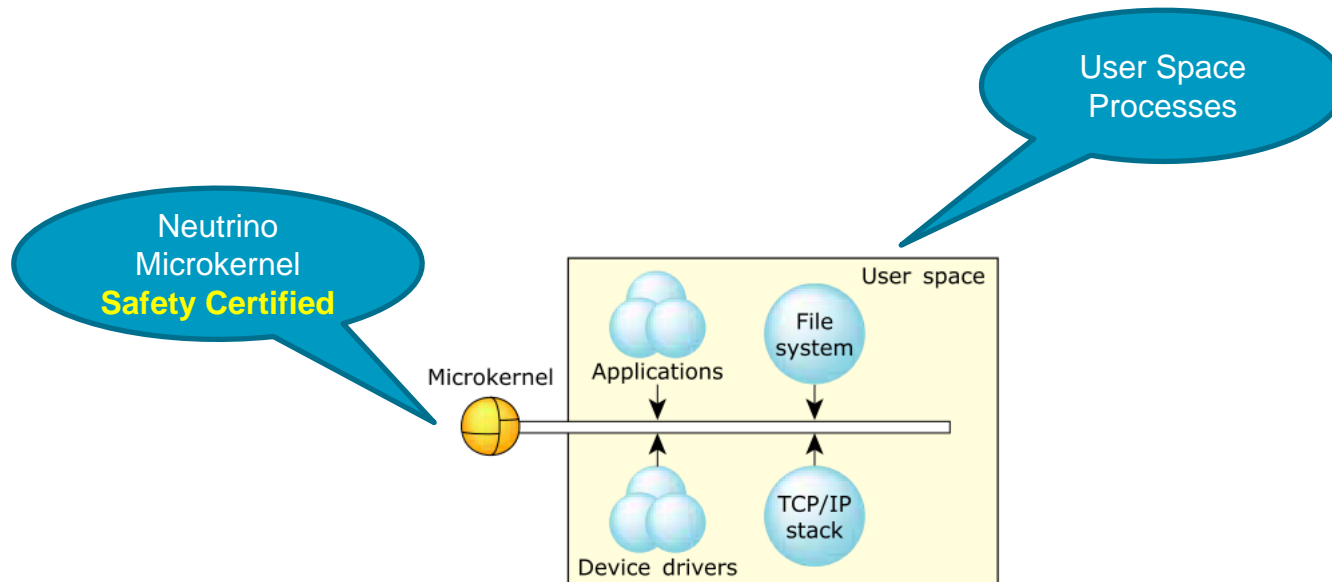 User Space
Processes
Neutrino
Microkernel
Safety Certified
User space
File
system
Microkernel
Applications
TCP/IP
stack
Device drivers